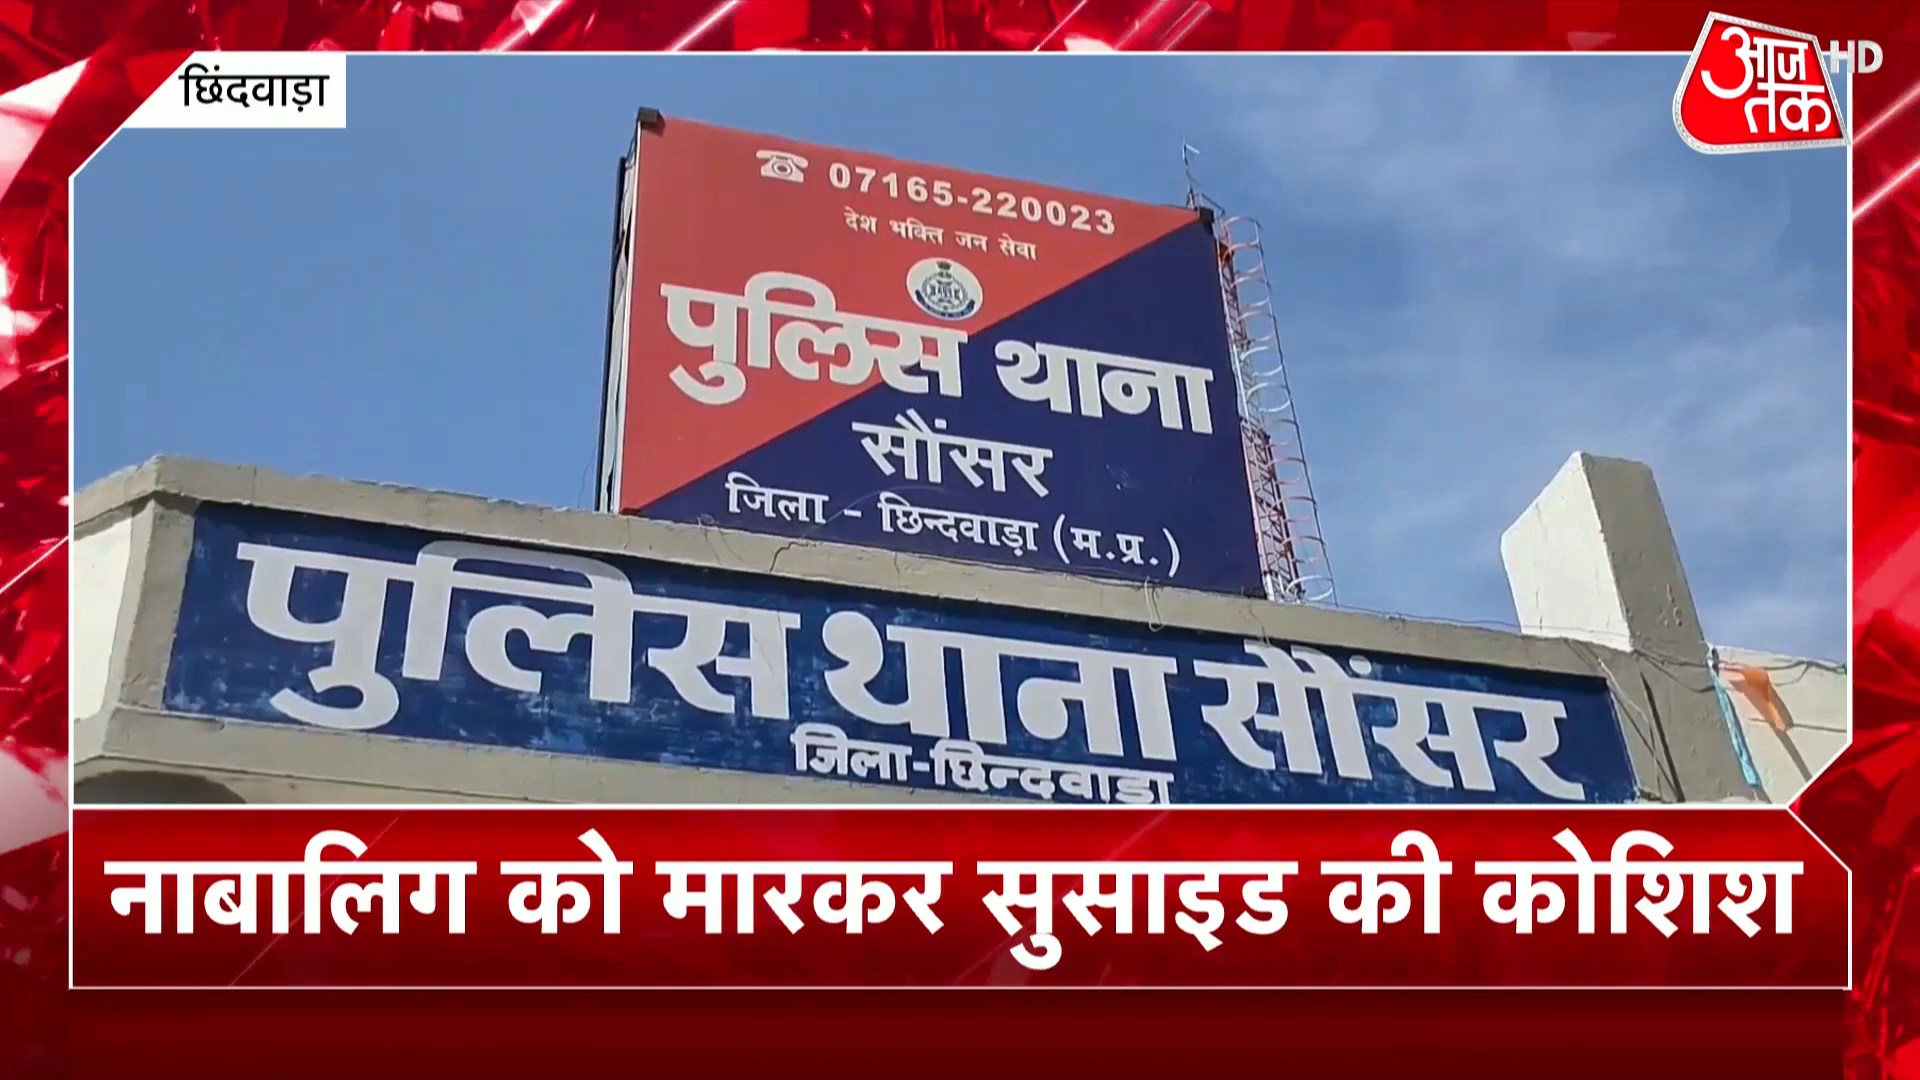 छिंदवाड़ा
आज तक HD
☎ 07165-220023
देश भक्ति जन सेवा
पुलिस थाना
सौंसर
जिला - छिन्दवाड़ा (म.प्र.)
पुलिस थाना सौंसर
जिला-छिन्दवाडा
नाबालिग को मारकर सुसाइड की कोशिश